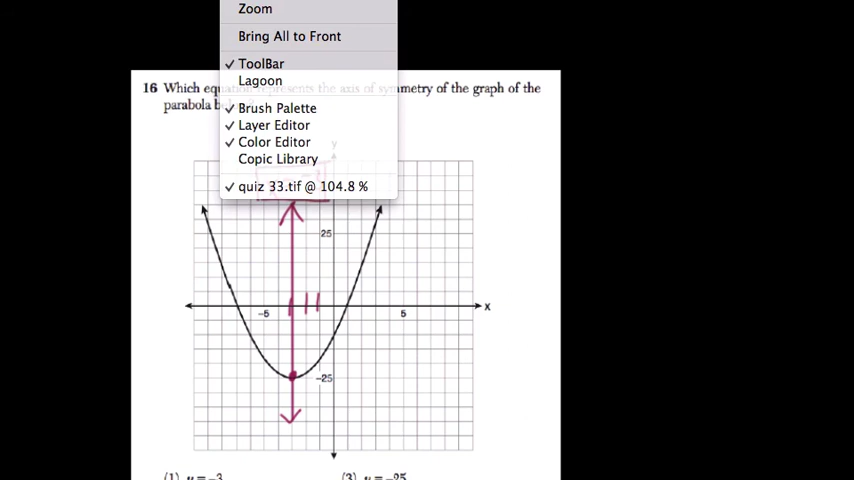 Zoom
Bring All to Front
✓ ToolBar
Lagoon
✓ Brush Palette
✓ Layer Editor
✓ Color Editor
Copic Library
✓ quiz 33.tif @ 104.8 %
16 Which equation represents the axis of symmetry of the graph of the
parabola
y
25
-5
5
x
-25
(1) y = -3
(3) y = -25